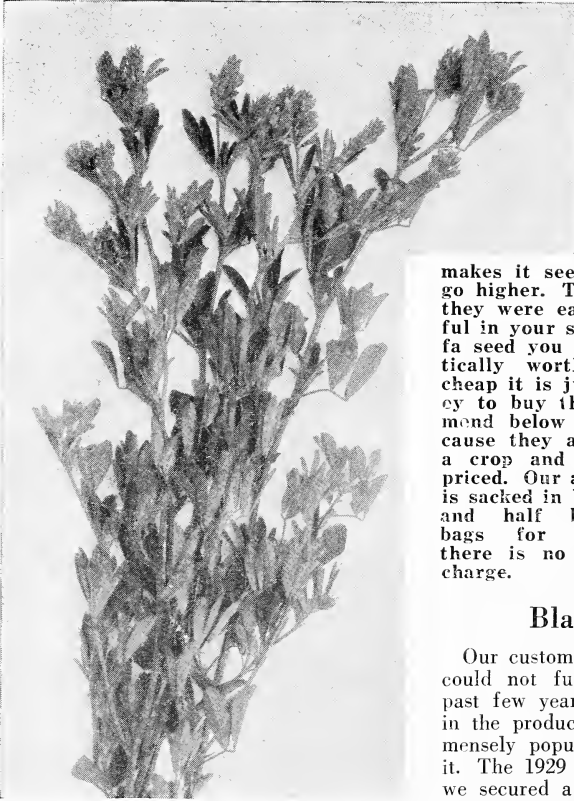 makes it see
go higher. T
they were ea
ful in your s
fa seed you
tically wort
cheap it is j
ey to buy th
mend below
cause they a
a crop and
priced. Our a
is sacked in
and half b
bags for
there is no
charge.
Bla
Our custom
could not fu
past few year
in the produc
mensely popu
it. The 1929
we secured a